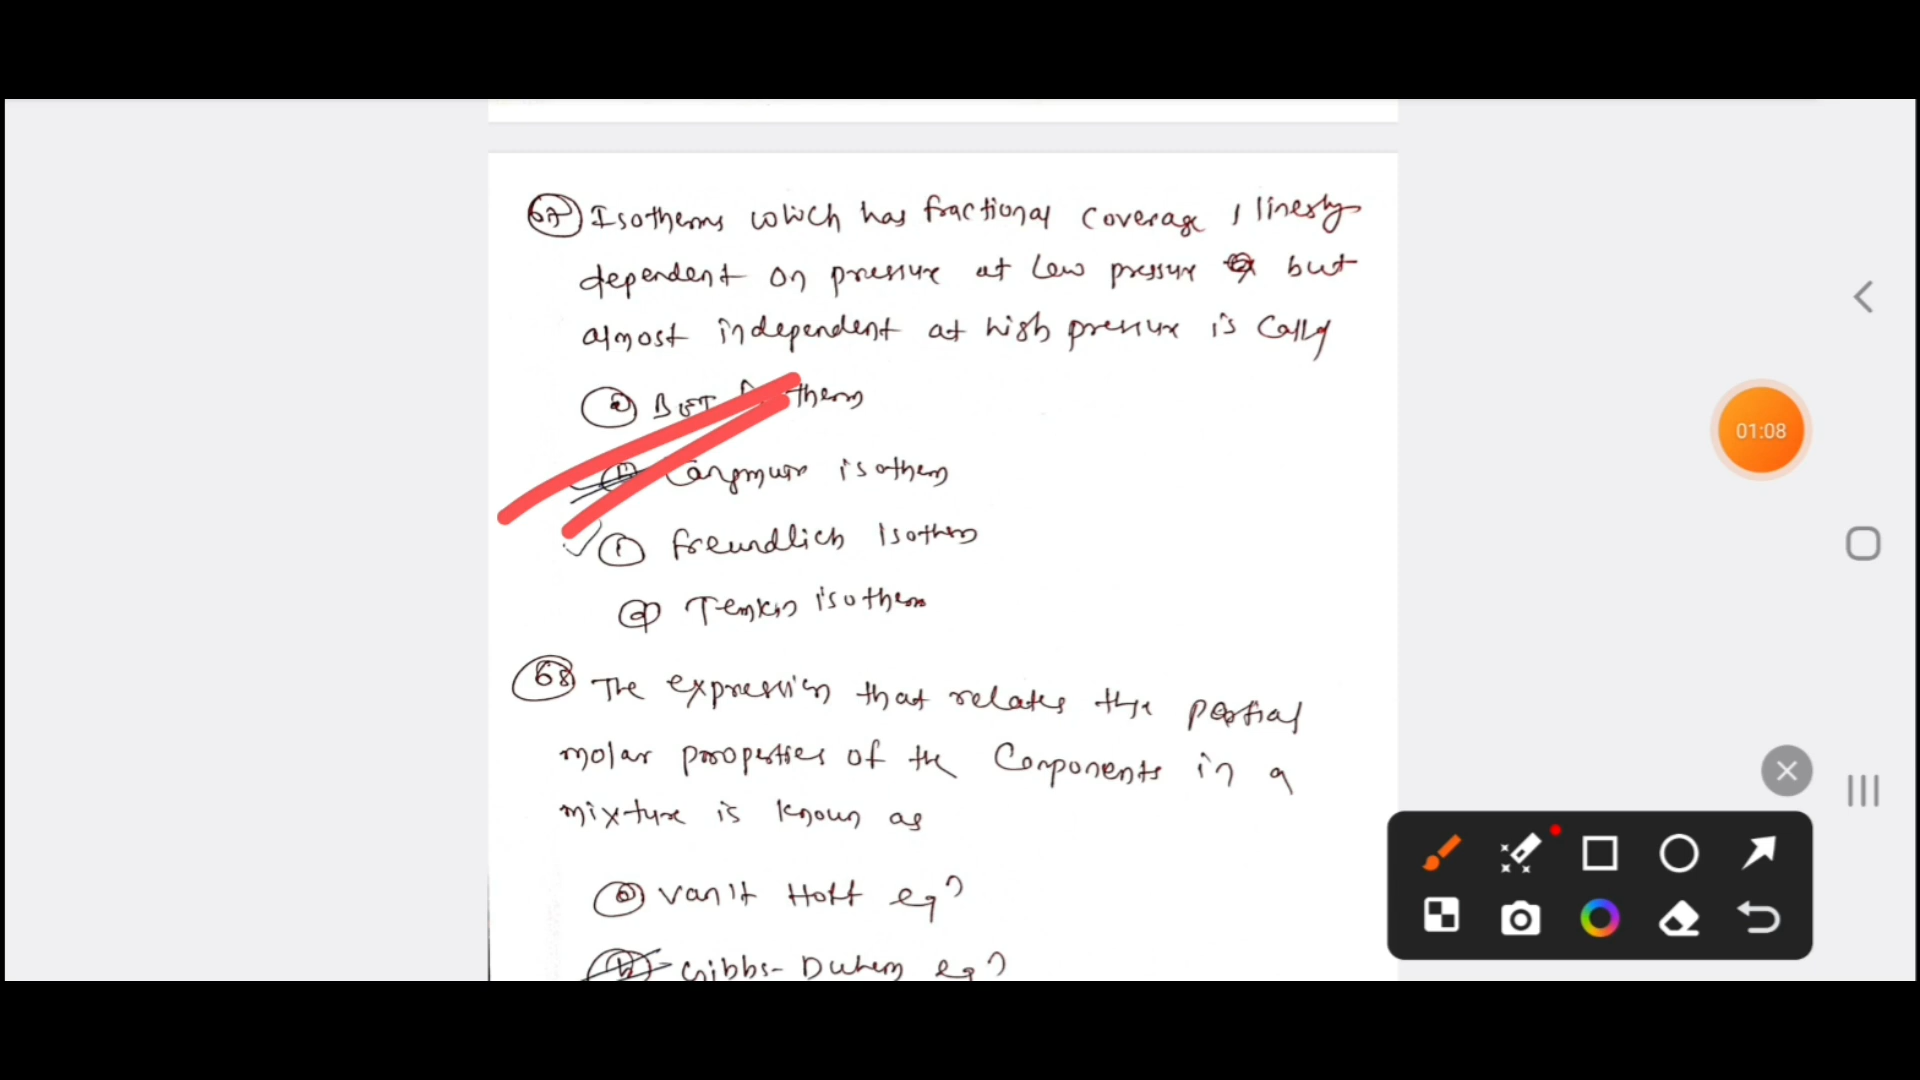 67 Isotherms which has fractional coverage, linearly
dependent on pressure at low pressure but
almost independent at high pressure is Called
a BET Isotherm
b Langmuir isotherm
c freundlich Isotherm
d Temkin isotherm
68 The expression that relates the partial
molar properties of the Components in a
mixture is known as
a Van't Hoff eqn
b Gibbs-Duhem eqn
01:08